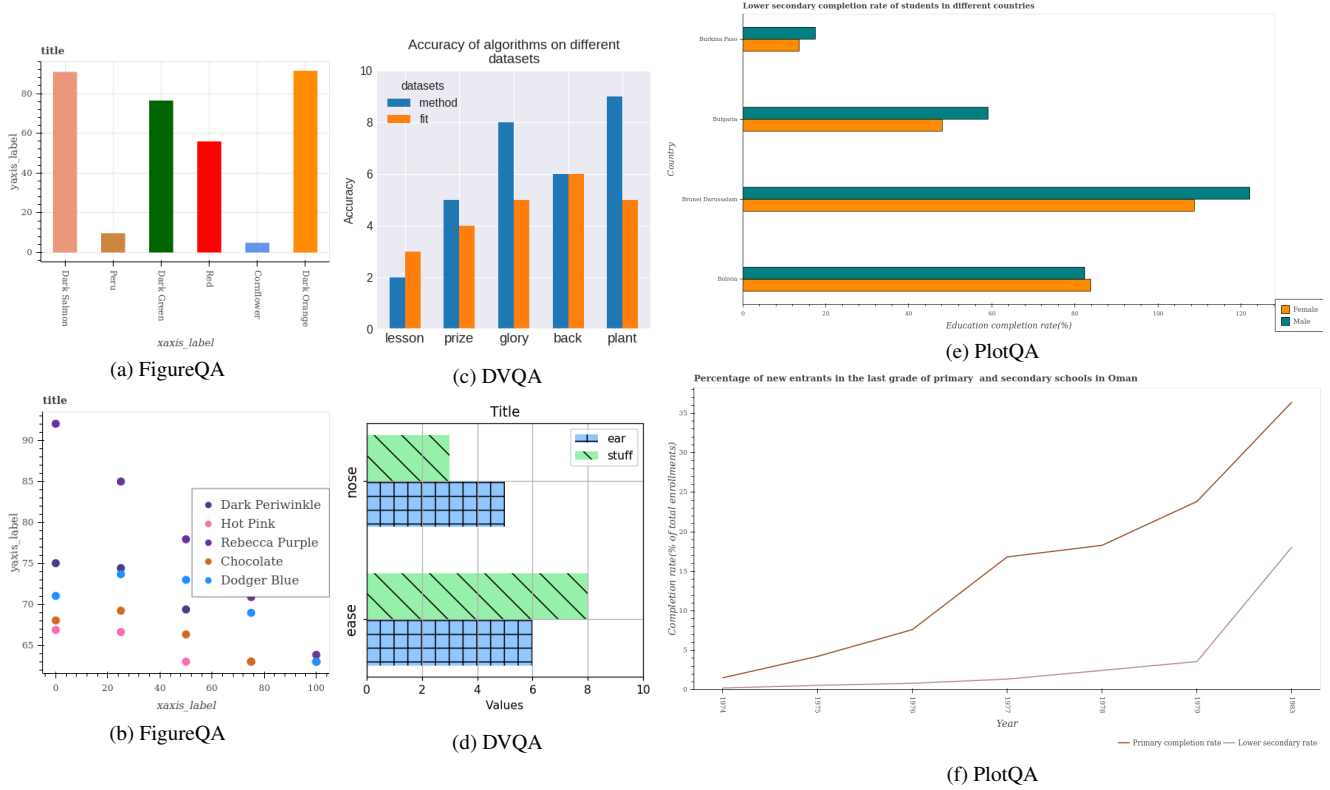 title
80
60
40
20
0
yaxis_label
Dark Salmon
Peru
Dark Green
Red
Cornflower
Dark Orange
xaxis_label
(a) FigureQA
title
90
85
80
75
70
65
yaxis_label
Dark Periwinkle
Hot Pink
Rebecca Purple
Chocolate
Dodger Blue
0 20 40 60 80 100
xaxis_label
(b) FigureQA
Accuracy of algorithms on different
datasets
10
8
6
4
2
0
Accuracy
datasets
method
fit
lesson prize glory back plant
(c) DVQA
Title
nose
ease
ear
stuff
0 2 4 6 8 10
Values
(d) DVQA
Lower secondary completion rate of students in different countries
Burkina Faso
Bulgaria
Brunei Darussalam
Bolivia
Country
0 20 40 60 80 100 120
Education completion rate(%)
Female
Male
(e) PlotQA
Percentage of new entrants in the last grade of primary and secondary schools in Oman
35
30
25
20
15
10
5
0
Completion rate(% of total enrollments)
1974 1975 1976 1977 1978 1979 1983
Year
Primary completion rate
Lower secondary rate
(f) PlotQA